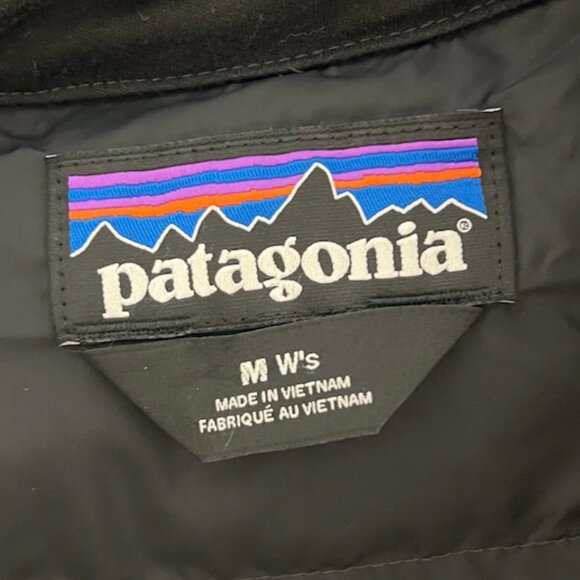 patagonia®
M W's
MADE IN VIETNAM
FABRIQUÉ AU VIETNAM